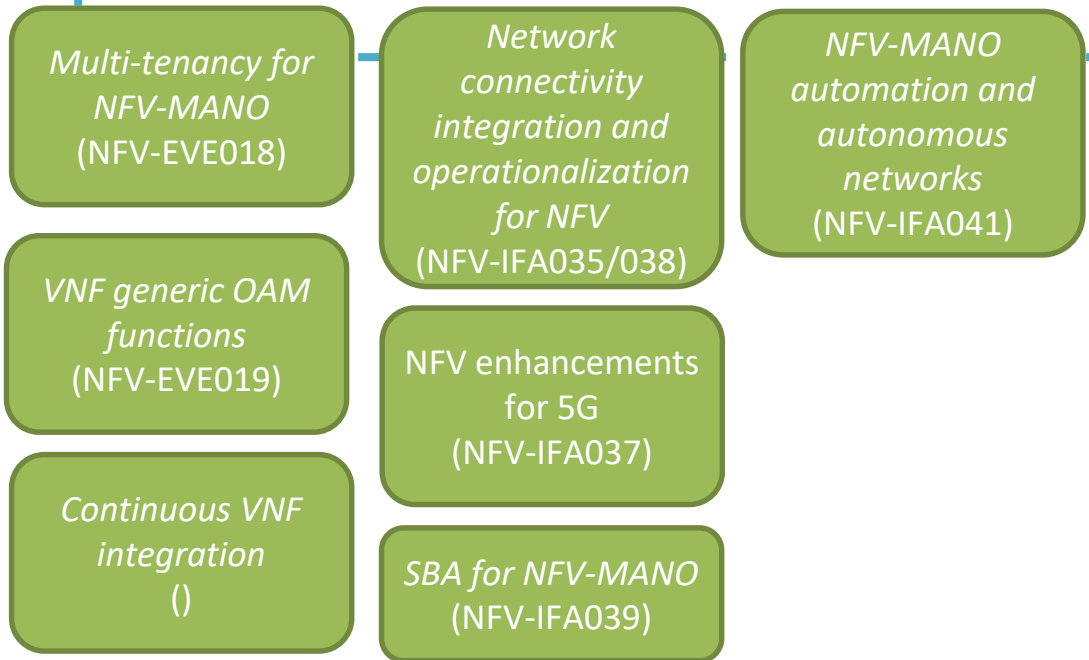 Multi-tenancy for
NFV-MANO
(NFV-EVE018)
VNF generic OAM
functions
(NFV-EVE019)
Continuous VNF
integration
()
Network
connectivity
integration and
operationalization
for NFV
(NFV-IFA035/038)
NFV enhancements
for 5G
(NFV-IFA037)
SBA for NFV-MANO
(NFV-IFA039)
NFV-MANO
automation and
autonomous
networks
(NFV-IFA041)